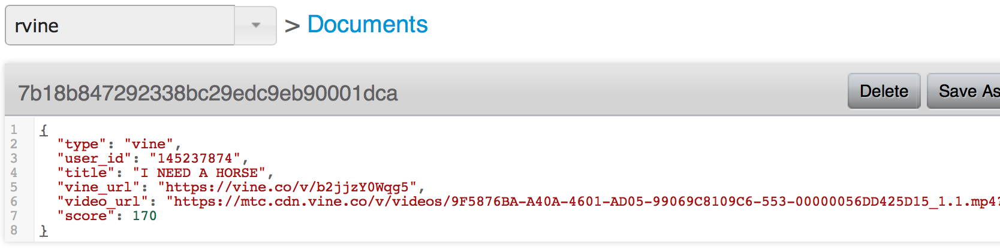 rvine > Documents
7b18b847292338bc29edc9eb90001dca Delete Save As
1 {
2 "type": "vine",
3 "user_id": "145237874",
4 "title": "I NEED A HORSE",
5 "vine_url": "https://vine.co/v/b2jjzY0Wqg5",
6 "video_url": "https://mtc.cdn.vine.co/v/videos/9F5876BA-A40A-4601-AD05-99069C8109C6-553-00000056DD425D15_1.1.mp4?
7 "score": 170
8 }